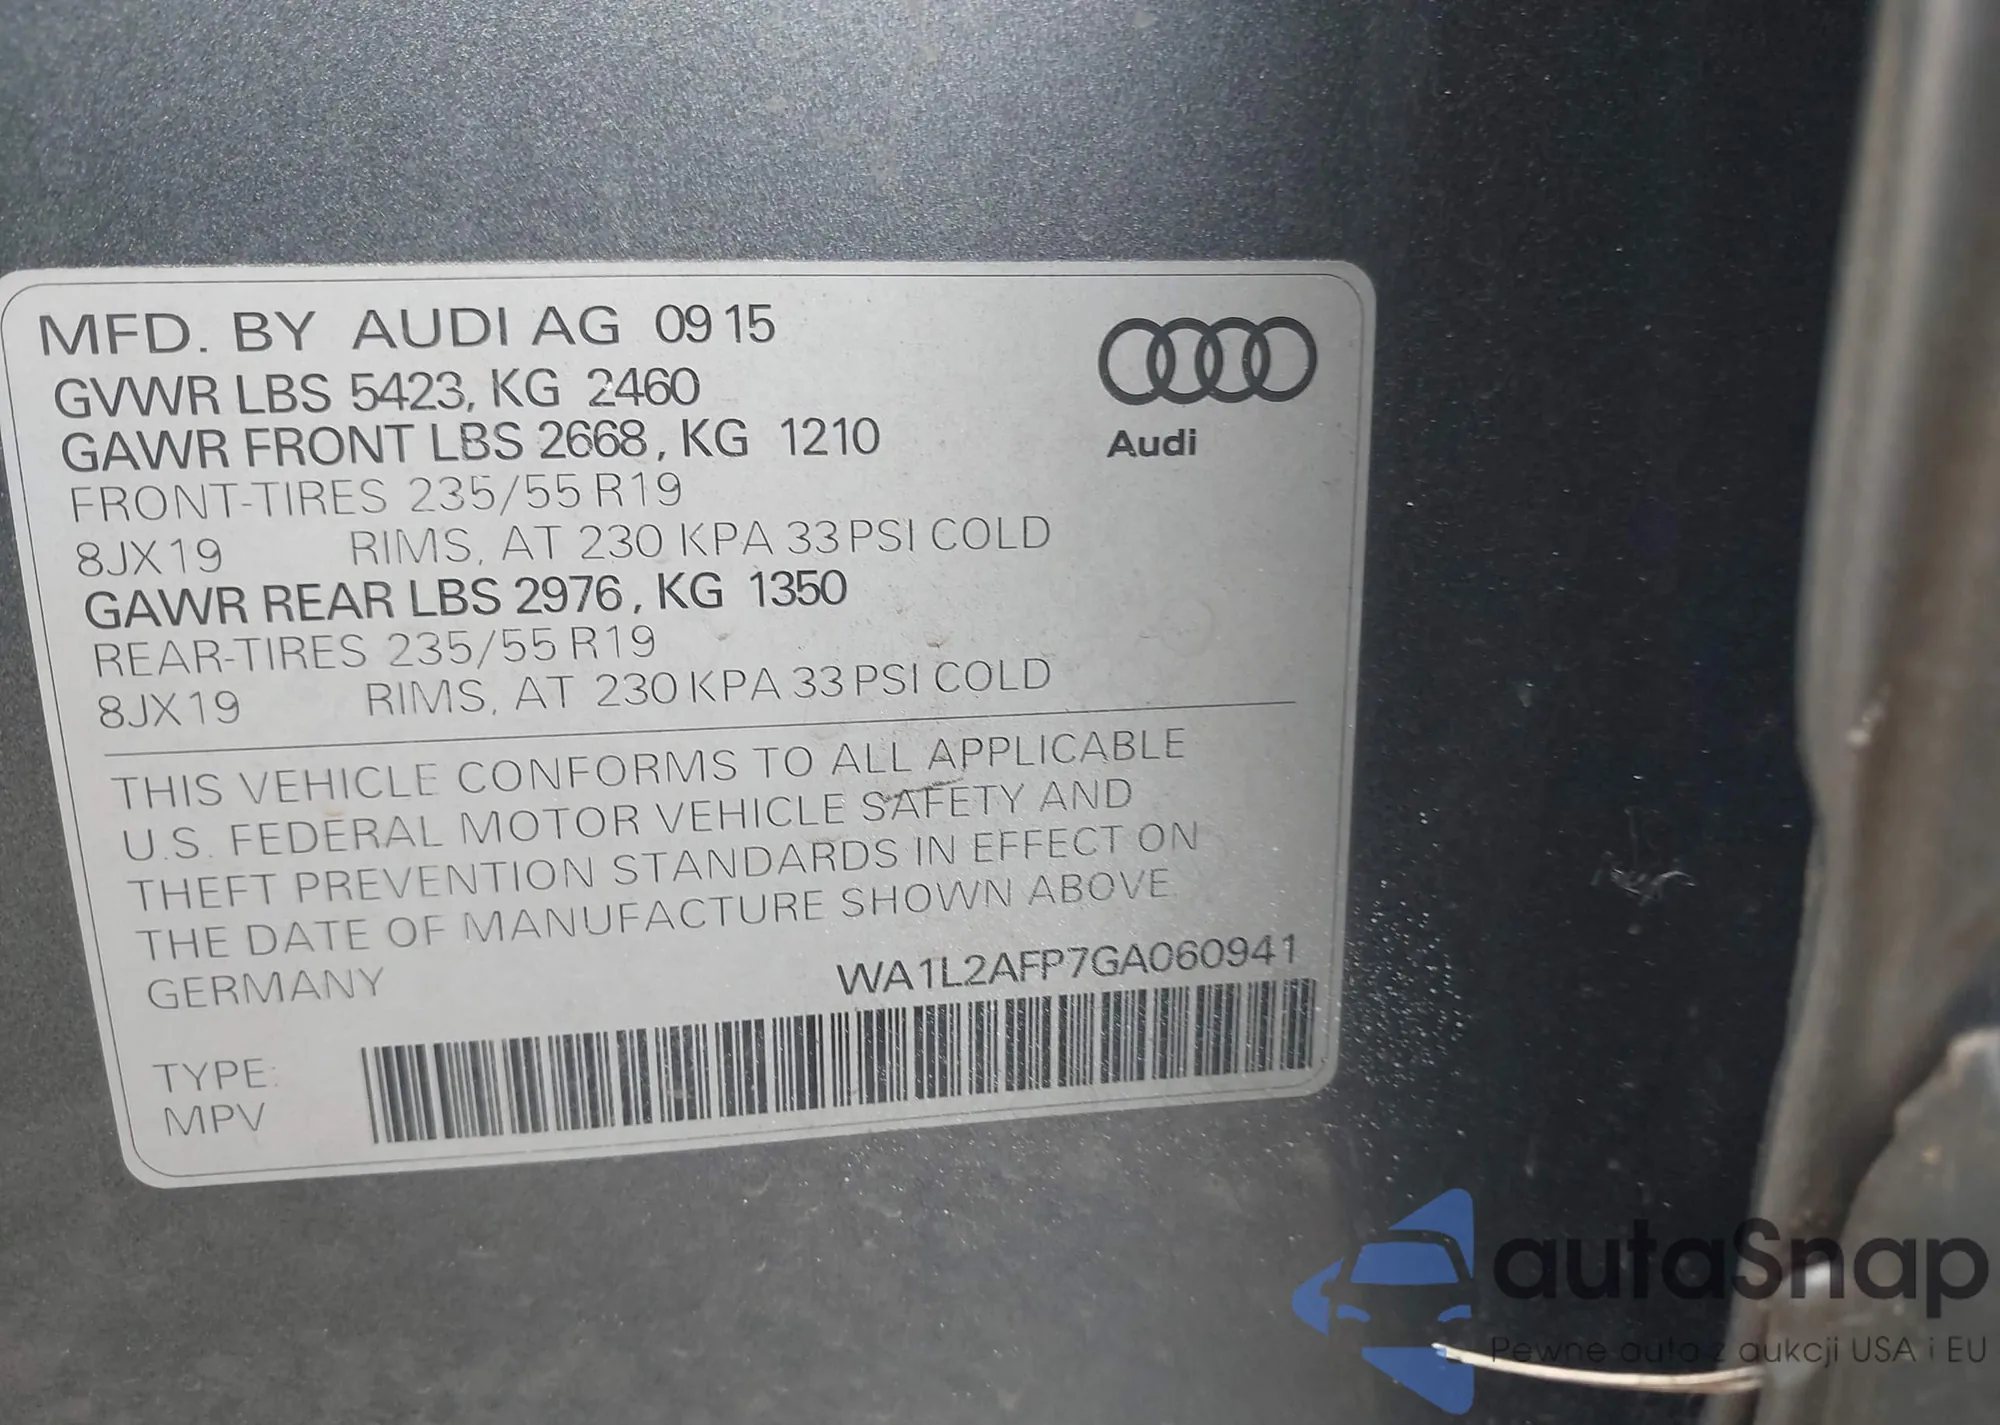 MFD. BY AUDI AG 09 15
GVWR LBS 5423, KG 2460
GAWR FRONT LBS 2668, KG 1210
FRONT-TIRES 235/55 R19
8JX19 RIMS, AT 230 KPA 33 PSI COLD
GAWR REAR LBS 2976, KG 1350
REAR-TIRES 235/55 R19
8JX19 RIMS, AT 230 KPA 33 PSI COLD
Audi
THIS VEHICLE CONFORMS TO ALL APPLICABLE
U.S. FEDERAL MOTOR VEHICLE SAFETY AND
THEFT PREVENTION STANDARDS IN EFFECT ON
THE DATE OF MANUFACTURE SHOWN ABOVE
GERMANY WA1L2AFP7GA060941
TYPE:
MPV
autaSnap
Pewne auta z aukcji USA i EU